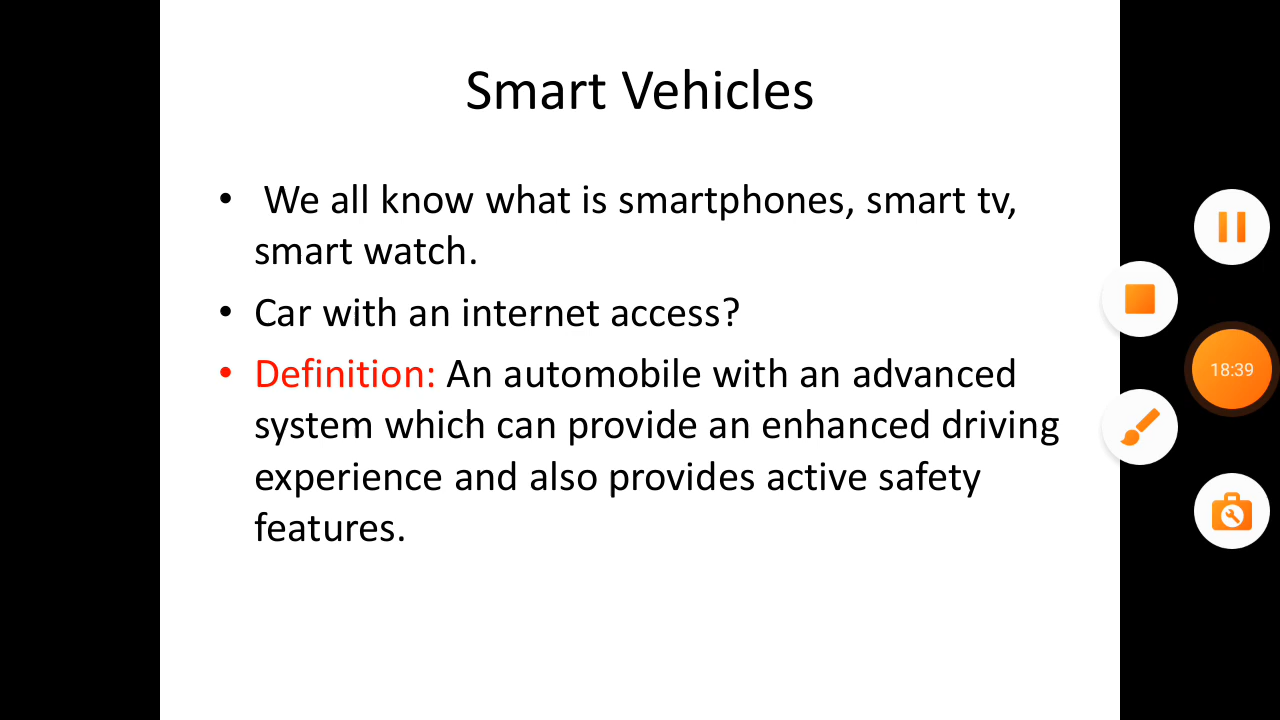 Smart Vehicles
• We all know what is smartphones, smart tv,
smart watch.
• Car with an internet access?
• Definition: An automobile with an advanced
system which can provide an enhanced driving
experience and also provides active safety
features.
18:39